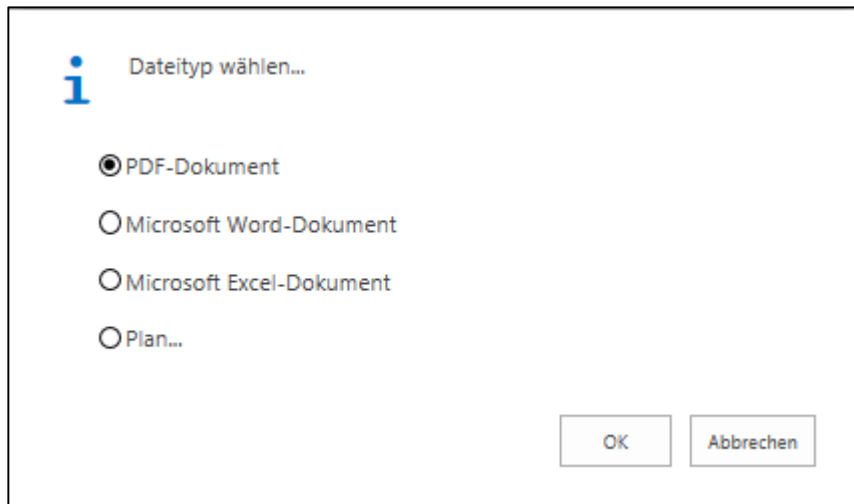 Dateityp wählen...
PDF-Dokument
Microsoft Word-Dokument
Microsoft Excel-Dokument
Plan...
OK
Abbrechen